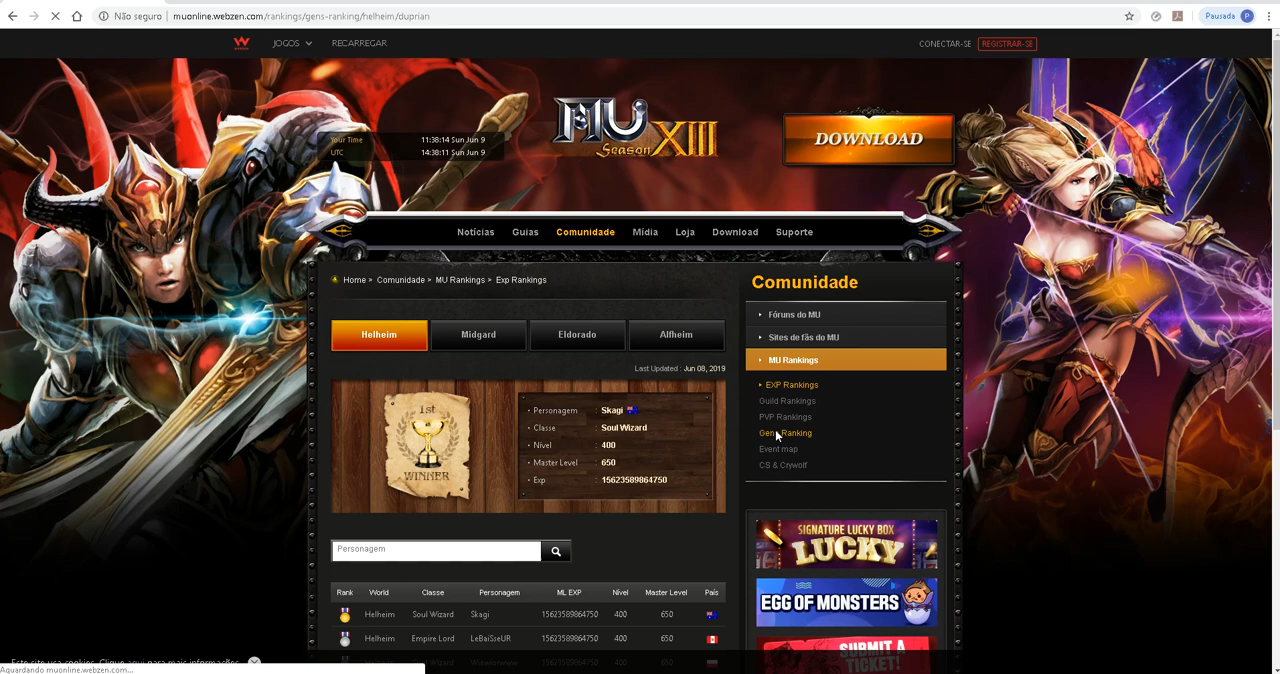 Não seguro | muonline.webzen.com/rankings/gens-ranking/helheim/duprian
Pausada P
JOGOS RECARREGAR CONECTAR-SE REGISTRAR-SE
Your Time 11:38:14 Sun Jun 9
UTC 14:38:11 Sun Jun 9
MU
Season XIII
DOWNLOAD
Notícias Guias Comunidade Mídia Loja Download Suporte
Home > Comunidade > MU Rankings > Exp Rankings
Helheim Midgard Eldorado Alfheim
Last Updated : Jun 08, 2019
1st
WINNER
Personagem : Skagi
Classe : Soul Wizard
Nível : 400
Master Level : 650
Exp : 15623589864750
Personagem
Rank World Classe Personagem ML EXP Nível Master Level País
Helheim Soul Wizard Skagi 15623589864750 400 650
Helheim Empire Lord LeBaiSseUR 15623589864750 400 650
Comunidade
Fóruns do MU
Sites de fãs do MU
MU Rankings
EXP Rankings
Guild Rankings
PVP Rankings
Gens Ranking
Event map
CS & Crywolf
SIGNATURE LUCKY BOX
LUCKY
EGG OF MONSTERS
SUBMIT A
TICKET!
Este site usa cookies. Clique aqui para mais informações.
Aguardando muonline.webzen.com...